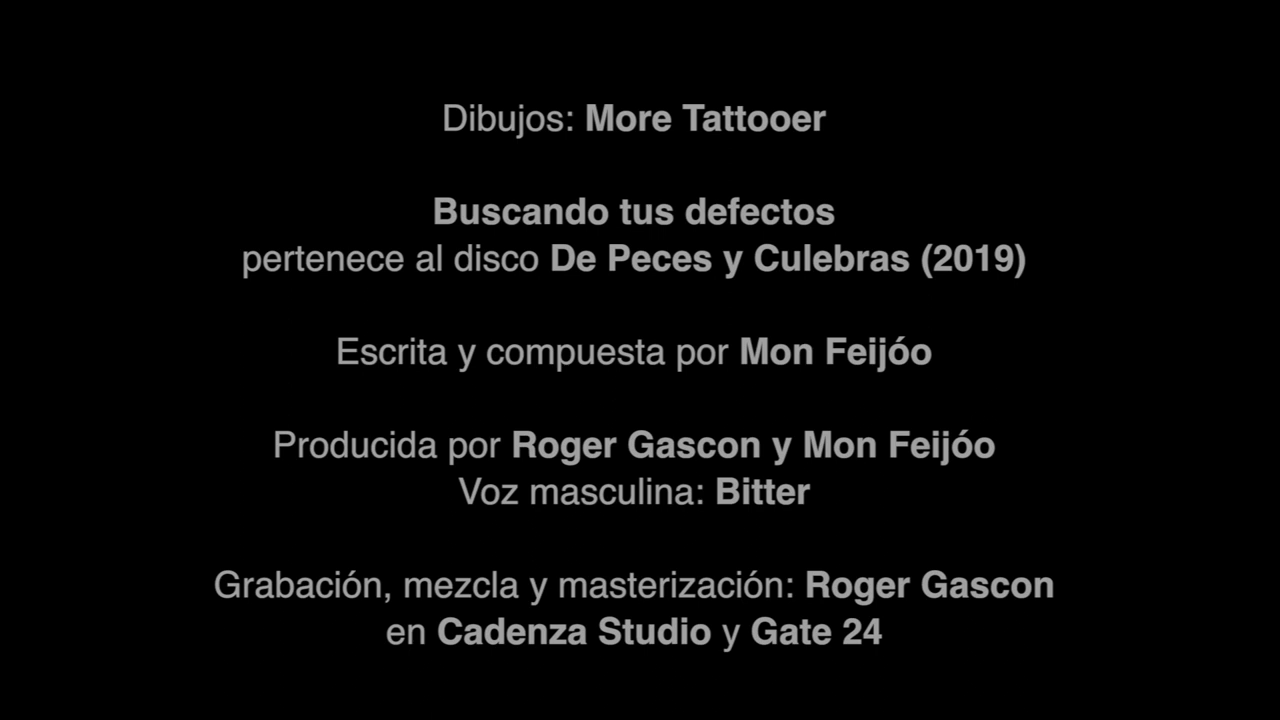 Dibujos: More Tattooer
Buscando tus defectos
pertenece al disco De Peces y Culebras (2019)
Escrita y compuesta por Mon Feijóo
Producida por Roger Gascon y Mon Feijóo
Voz masculina: Bitter
Grabación, mezcla y masterización: Roger Gascon
en Cadenza Studio y Gate 24